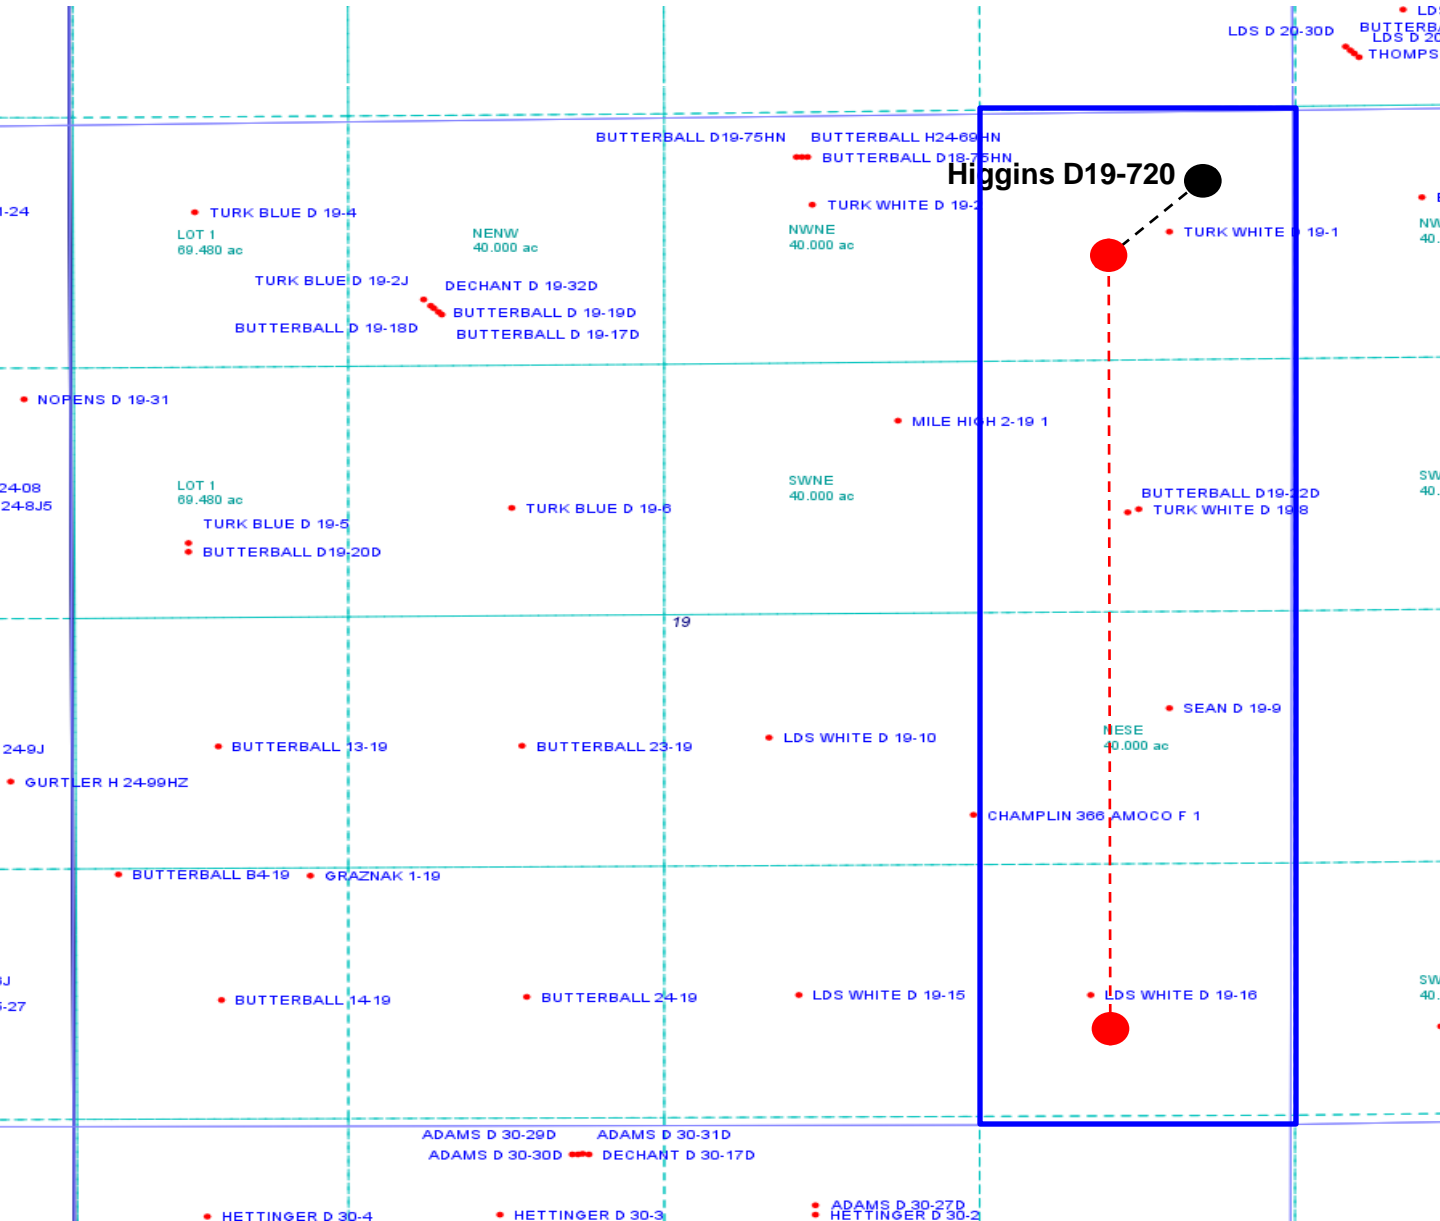 LDS
LDS D 20-30D
BUTTERBA
LDS D 20
THOMPS
BUTTERBALL D19-75HN
BUTTERBALL H24-69HN
BUTTERBALL D18-75HN
Higgins D19-720
TURK WHITE D 19-2
TURK BLUE D 19-4
LOT 1
69.480 ac
NENW
40.000 ac
NWNE
40.000 ac
TURK WHITE D 19-1
NW
40.
-24
TURK BLUE D 19-2J
DECHANT D 19-32D
BUTTERBALL D 19-19D
BUTTERBALL D 19-18D
BUTTERBALL D 19-17D
NOPENS D 19-31
MILE HIGH 2-19 1
24-08
24-8J5
LOT 1
69.480 ac
SWNE
40.000 ac
SW
40.
BUTTERBALL D19-22D
TURK WHITE D 19-8
TURK BLUE D 19-6
TURK BLUE D 19-5
BUTTERBALL D19-20D
19
SEAN D 19-9
NESE
40.000 ac
24-9J
BUTTERBALL 13-19
BUTTERBALL 23-19
LDS WHITE D 19-10
GURTLER H 24-99HZ
CHAMPLIN 366 AMOCO F 1
BUTTERBALL B4-19
GRAZNAK 1-19
J
-27
BUTTERBALL 14-19
BUTTERBALL 24-19
LDS WHITE D 19-15
LDS WHITE D 19-16
SW
40.
ADAMS D 30-29D
ADAMS D 30-31D
ADAMS D 30-30D
DECHANT D 30-17D
ADAMS D 30-27D
HETTINGER D 30-4
HETTINGER D 30-3
HETTINGER D 30-2